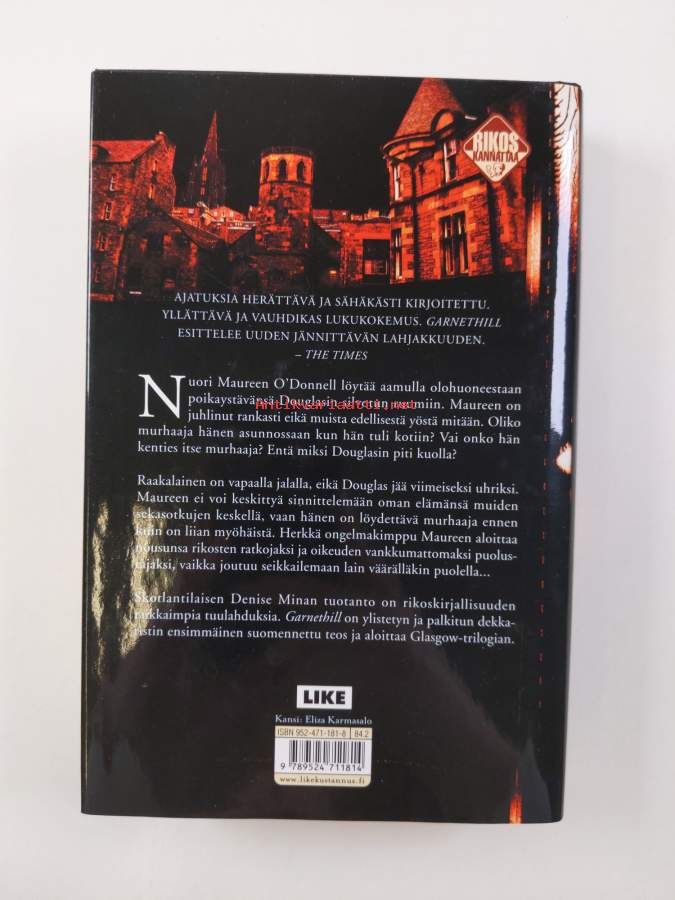 RIKOS
KANNATTAA
AJATUKSIA HERÄTTÄVÄ JA SÄHÄKÄSTI KIRJOITETTU.
YLLÄTTÄVÄ JA VAUHDIKAS LUKUKOKEMUS. GARNETHILL
ESITTELEE UUDEN JÄNNITTÄVÄN LAHJAKKUUDEN.
– THE TIMES
Nuori Maureen O'Donnell löytää aamulla olohuoneestaan
poikaystävänsä Douglasin silvotun ruumiin. Maureen on
Antikvariaatti.net
juhlinut rankasti eikä muista edellisestä yöstä mitään. Oliko
murhaaja hänen asunnossaan kun hän tuli kotiin? Vai onko hän
kenties itse murhaaja? Entä miksi Douglasin piti kuolla?
Raakalainen on vapaalla jalalla, eikä Douglas jää viimeiseksi uhriksi.
Maureen ei voi keskittyä sinnittelemään oman elämänsä muiden
sekasotkujen keskellä, vaan hänen on löydettävä murhaaja ennen
kuin on liian myöhäistä. Herkkä ongelmakimppu Maureen aloittaa
nousunsa rikosten ratkojaksi ja oikeuden vankkumattomaksi puolus-
tajaksi, vaikka joutuu seikkailemaan lain väärälläkin puolella...
Skotlantilaisen Denise Minan tuotanto on rikoskirjallisuuden
raikkaimpia tuulahduksia. Garnethill on ylistetyn ja palkitun dekka-
ristin ensimmäinen suomennettu teos ja aloittaa Glasgow-trilogian.
LIKE
Kansi: Eliza Karmasalo
ISBN 952-471-181-8 84.2
9 789524 711814
www.likekustannus.fi